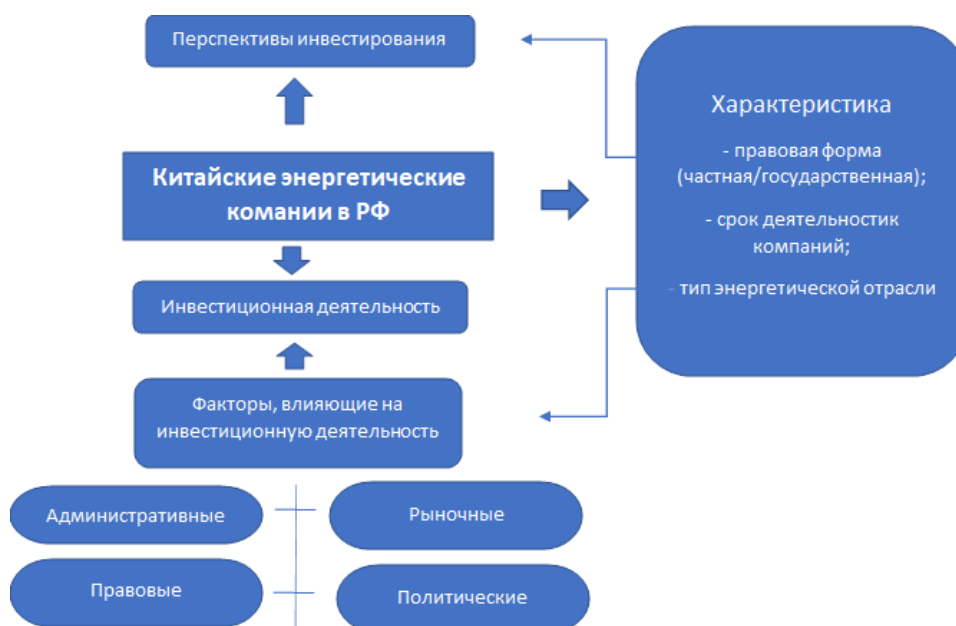 Перспективы инвестирования
Китайские энергетические
комании в РФ
Инвестиционная деятельность
Факторы, влияющие на
инвестиционную деятельность
Административные
Рыночные
Правовые
Политические
Характеристика
- правовая форма
(частная/государственная);
- срок деятельностик
компаний;
- тип энергетической отрасли